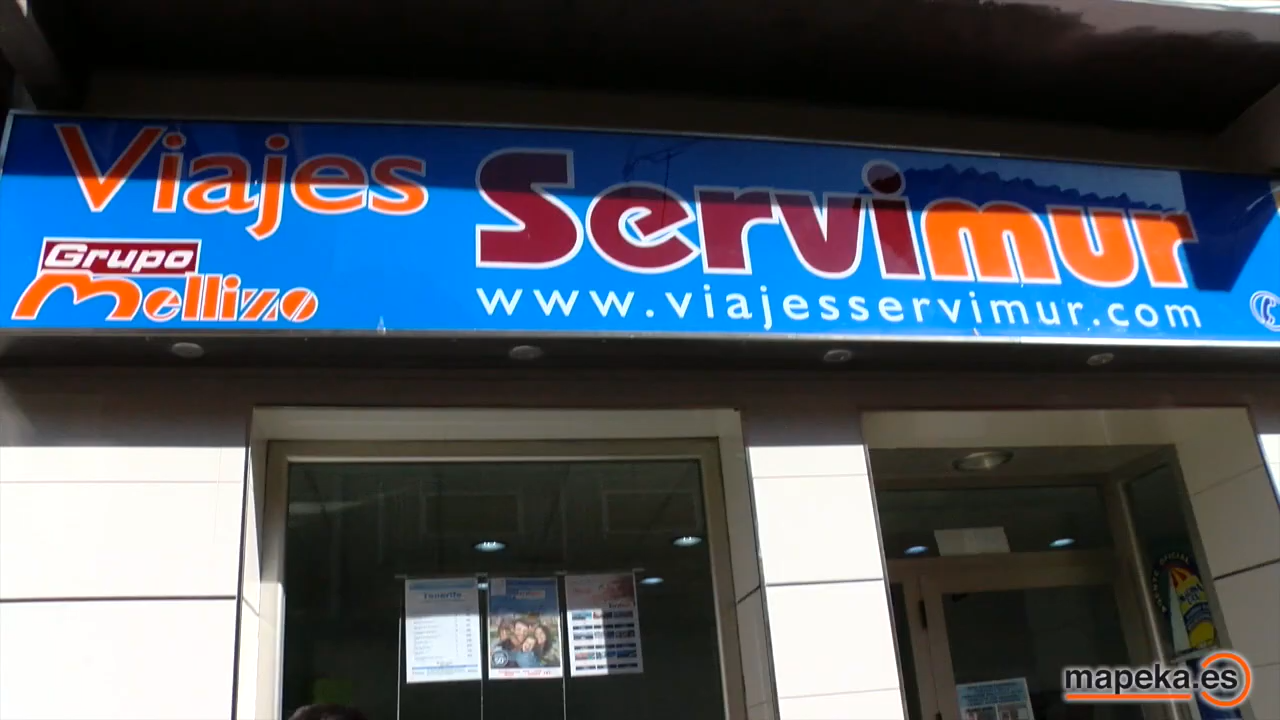 Viajes Servimur
Grupo
Mellizo
www.viajesservimur.com
Tenerife
mapeka.es